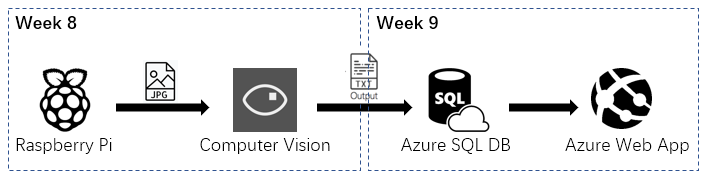 Week 8
Week 9
JPG
TXT
Output
SQL
Raspberry Pi
Computer Vision
Azure SQL DB
Azure Web App